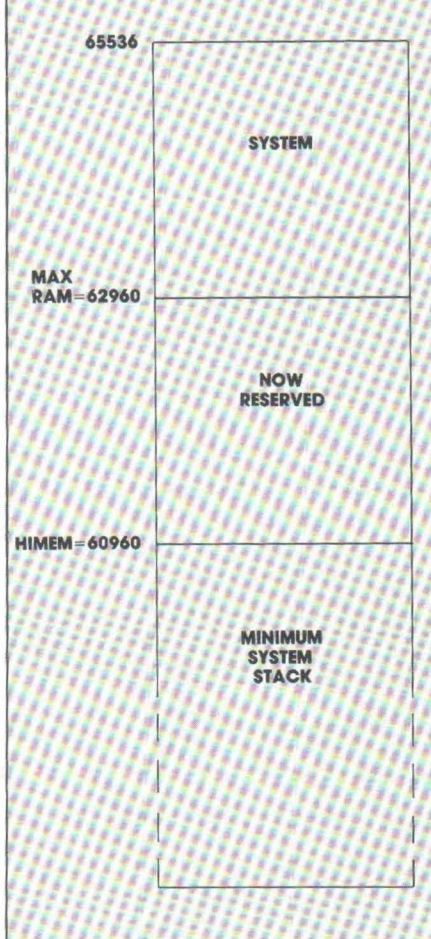 65536
SYSTEM
MAX
RAM=62960
NOW
RESERVED
HIMEM=60960
MINIMUM
SYSTEM
STACK